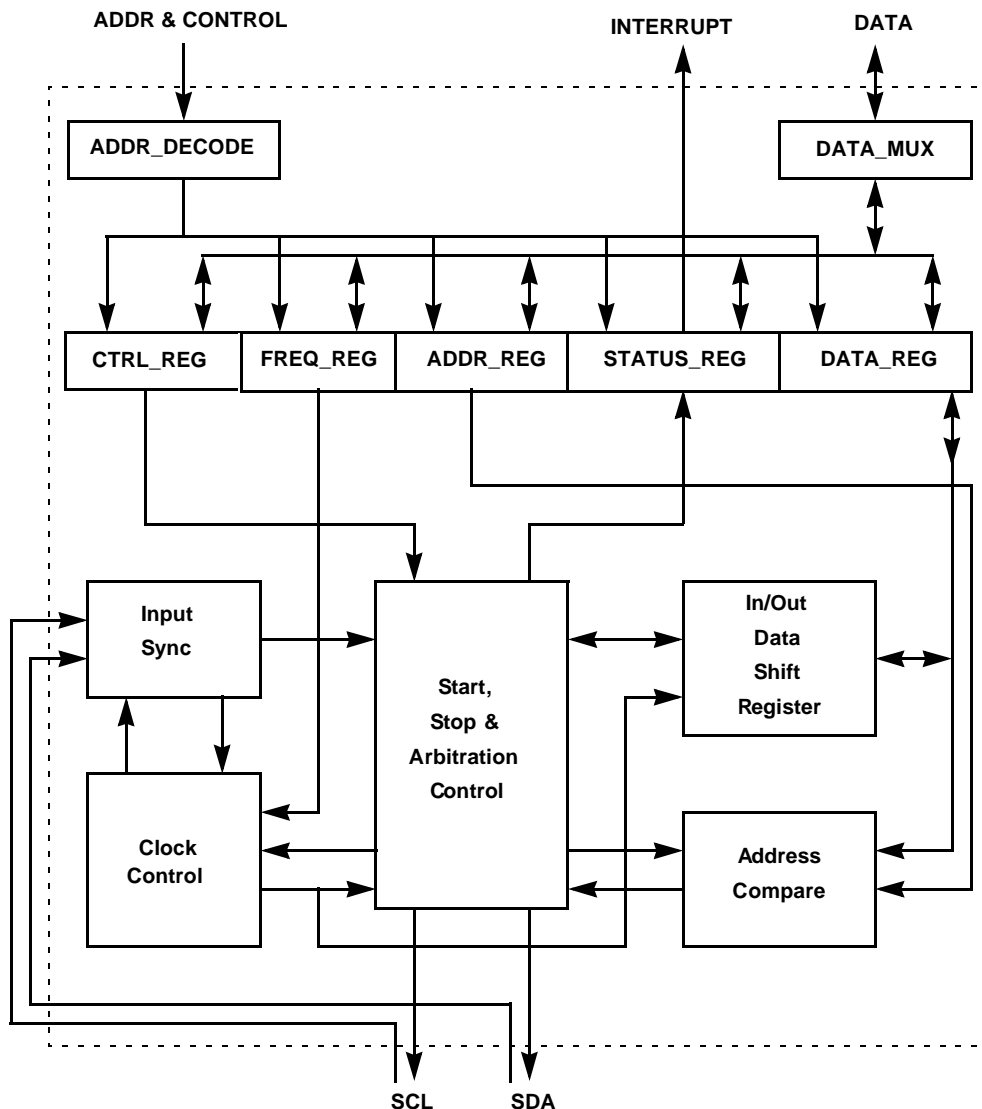 ADDR & CONTROL
INTERRUPT
DATA
ADDR_DECODE
DATA_MUX
CTRL_REG
FREQ_REG
ADDR_REG
STATUS_REG
DATA_REG
Input
Sync
Start,
Stop &
Arbitration
Control
In/Out
Data
Shift
Register
Clock
Control
Address
Compare
SCL
SDA